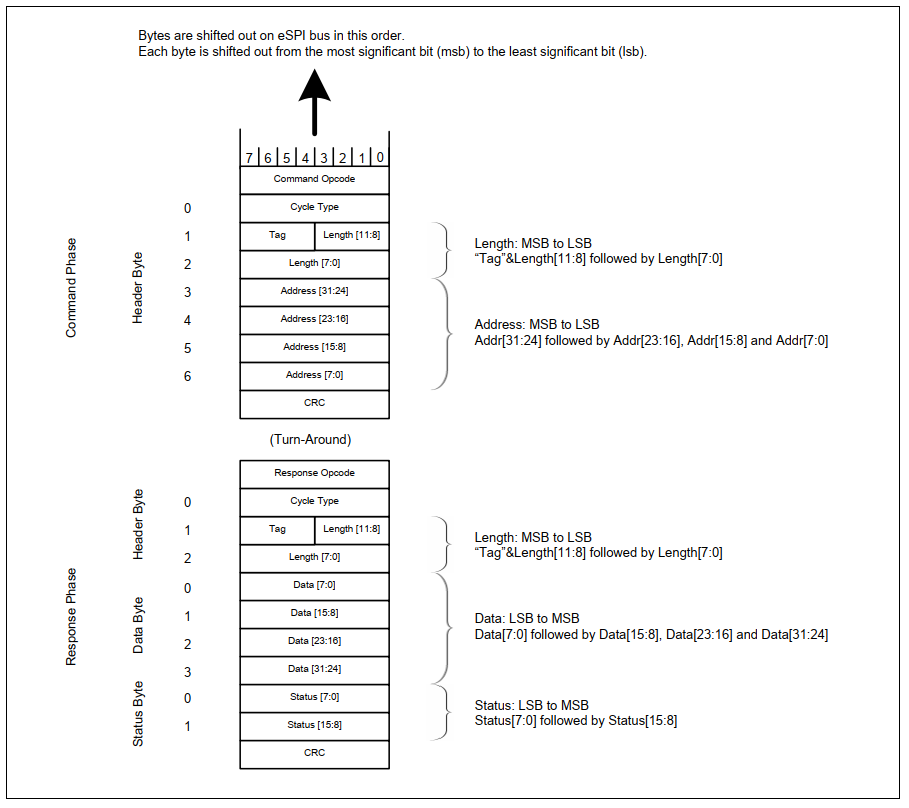 Bytes are shifted out on eSPI bus in this order.
Each byte is shifted out from the most significant bit (msb) to the least significant bit (lsb).
7 6 5 4 3 2 1 0
Command Opcode
0 Cycle Type
1 Tag Length [11:8]
2 Length [7:0]
3 Address [31:24]
4 Address [23:16]
5 Address [15:8]
6 Address [7:0]
CRC
Command Phase
Header Byte
Length: MSB to LSB
“Tag”&Length[11:8] followed by Length[7:0]
Address: MSB to LSB
Addr[31:24] followed by Addr[23:16], Addr[15:8] and Addr[7:0]
(Turn-Around)
Response Opcode
0 Cycle Type
1 Tag Length [11:8]
2 Length [7:0]
0 Data [7:0]
1 Data [15:8]
2 Data [23:16]
3 Data [31:24]
0 Status [7:0]
1 Status [15:8]
CRC
Response Phase
Header Byte
Data Byte
Status Byte
Length: MSB to LSB
“Tag”&Length[11:8] followed by Length[7:0]
Data: LSB to MSB
Data[7:0] followed by Data[15:8], Data[23:16] and Data[31:24]
Status: LSB to MSB
Status[7:0] followed by Status[15:8]